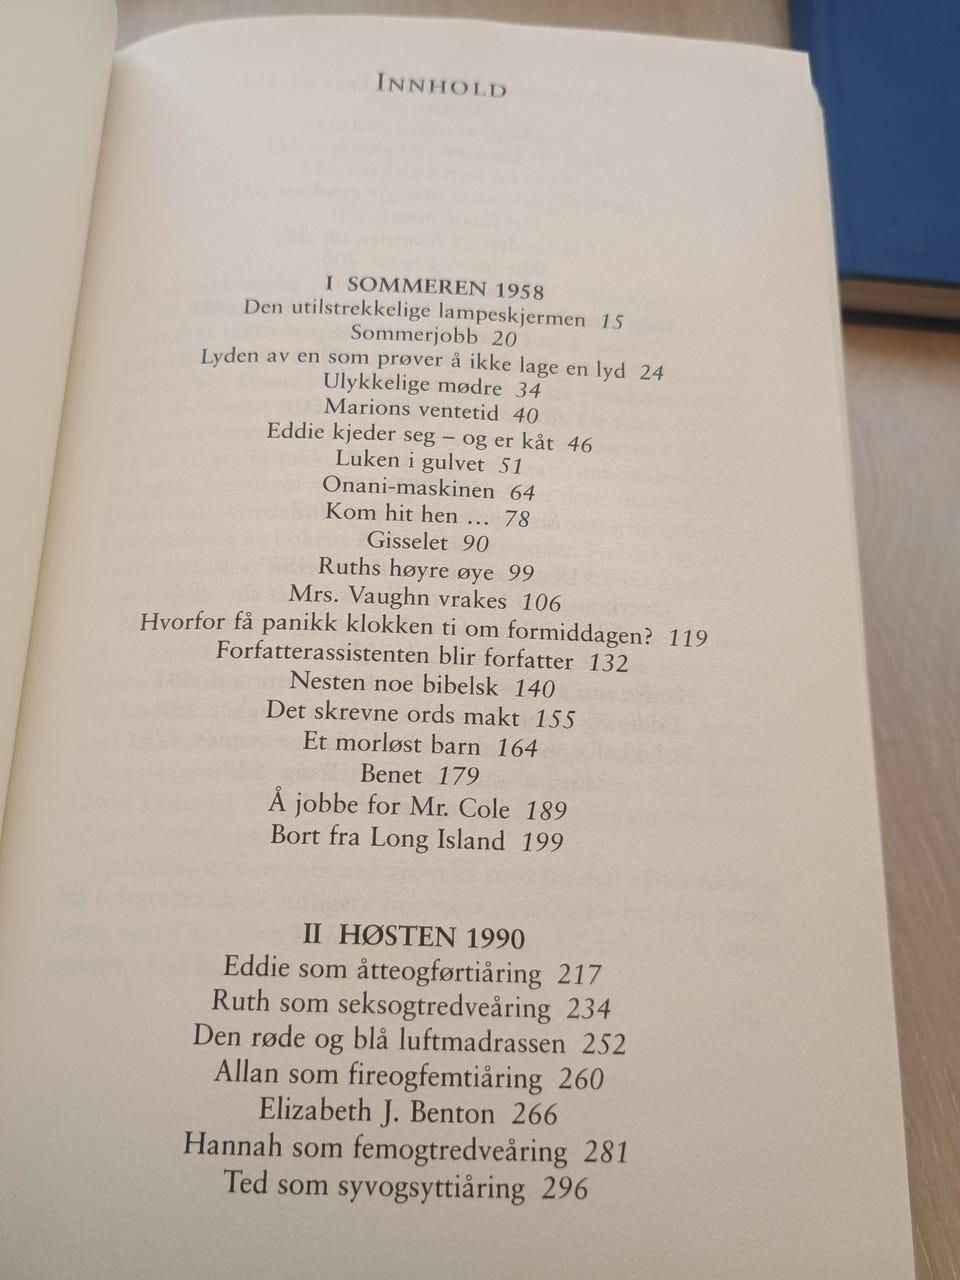 INNHOLD
I SOMMEREN 1958
Den utilstrekkelige lampeskjermen 15
Sommerjobb 20
Lyden av en som prøver å ikke lage en lyd 24
Ulykkelige mødre 34
Marions ventetid 40
Eddie kjeder seg – og er kåt 46
Luken i gulvet 51
Onani-maskinen 64
Kom hit hen ... 78
Gisselet 90
Ruths høyre øye 99
Mrs. Vaughn vrakes 106
Hvorfor få panikk klokken ti om formiddagen? 119
Forfatterassistenten blir forfatter 132
Nesten noe bibelsk 140
Det skrevne ords makt 155
Et morløst barn 164
Benet 179
Å jobbe for Mr. Cole 189
Bort fra Long Island 199
II HØSTEN 1990
Eddie som åtteogførtiåring 217
Ruth som seksogtredveåring 234
Den røde og blå luftmadrassen 252
Allan som fireogfemtiåring 260
Elizabeth J. Benton 266
Hannah som femogtredveåring 281
Ted som syvogsyttiåring 296